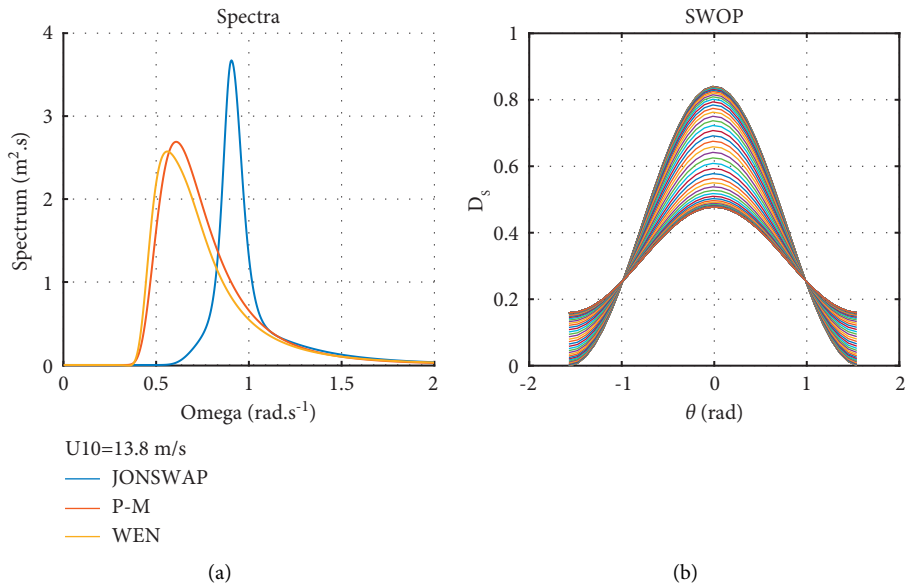 Spectra
4
3
2
1
0
Spectrum (m².s)
0
0.5
1
1.5
2
Omega (rad.s⁻¹)
U10=13.8 m/s
JONSWAP
P-M
WEN
(a)
SWOP
1
0.8
0.6
0.4
0.2
0
Dₛ
-2
-1
0
1
2
θ (rad)
(b)